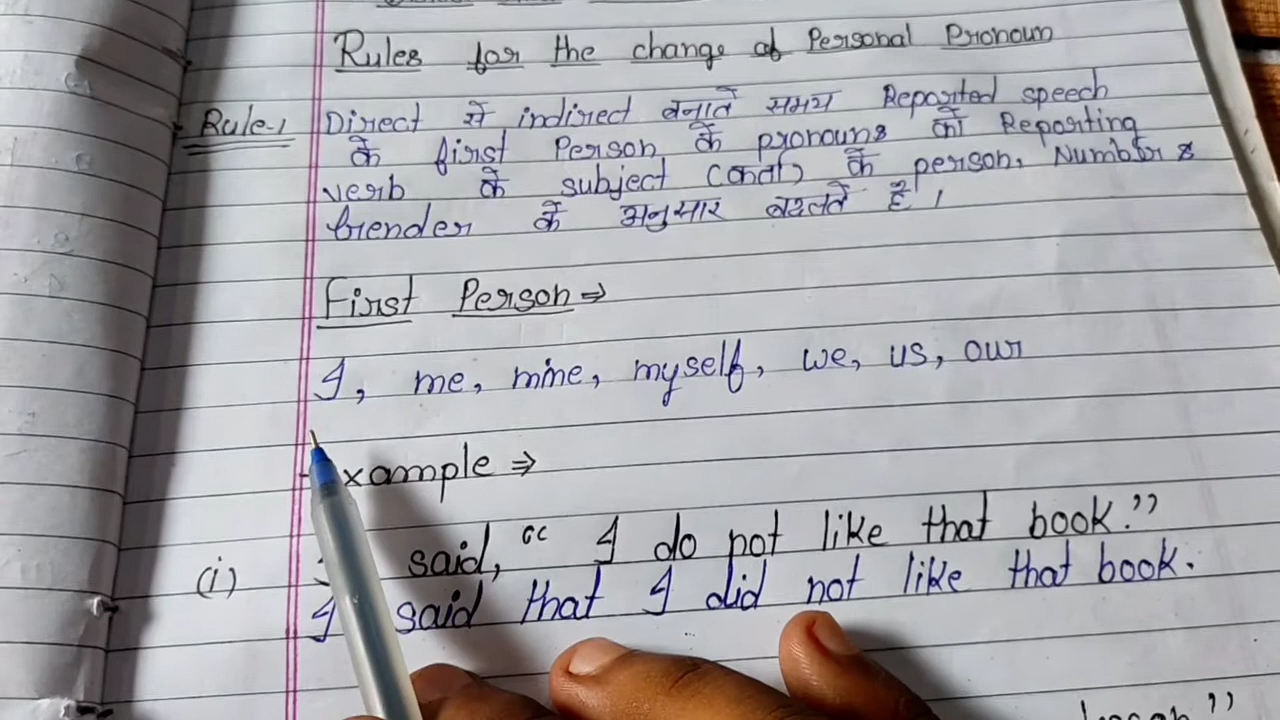 Rules for the change of Personal Pronoun
Rule-1 Direct से indirect बनाते समय Reported speech
के first Person के pronouns को Reporting
verb के subject (कर्ता) के person, Number &
Gender के अनुसार बदलते हैं।
First Person ⇒
I, me, mine, myself, we, us, our
xample ⇒
(i) said, “ I do not like that book.”
I said that I did not like that book.